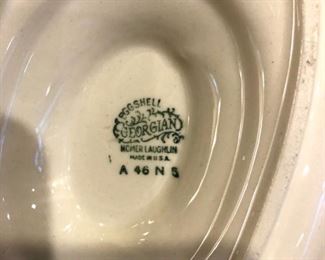 EGGSHELL
GEORGIAN
HOMER LAUGHLIN
MADE IN U.S.A.
A 46 N 5